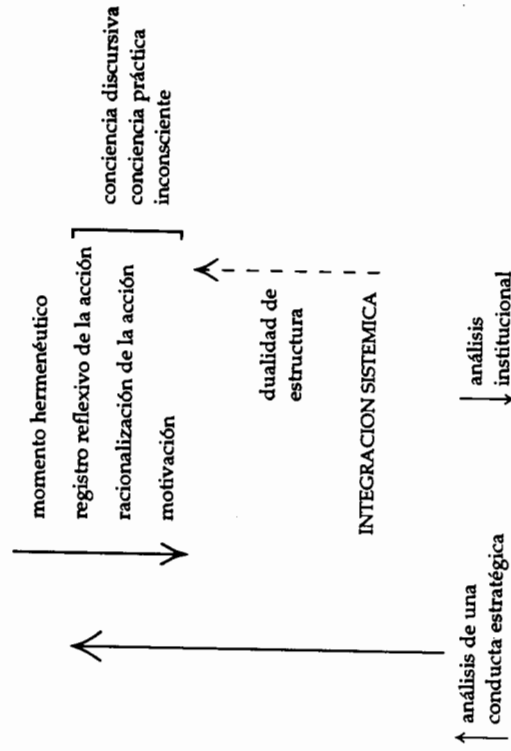 momento hermenéutico
registro reflexivo de la acción
racionalización de la acción
motivación
conciencia discursiva
conciencia práctica
inconsciente
dualidad de
estructura
INTEGRACION SISTEMICA
análisis de una
conducta estratégica
análisis
institucional